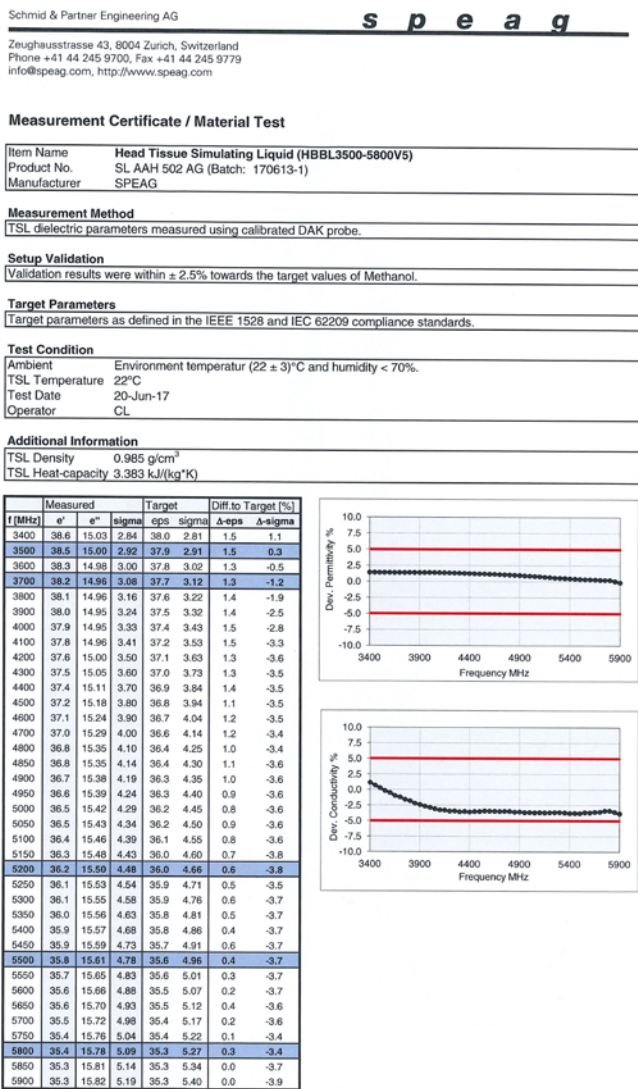 Schmid & Partner Engineering AG
s p e a g
Zeughausstrasse 43, 8004 Zurich, Switzerland
Phone +41 44 245 9700, Fax +41 44 245 9779
info@speag.com, http://www.speag.com
Measurement Certificate / Material Test
Item Name Head Tissue Simulating Liquid (HBBL3500-5800V5)
Product No. SL AAH 502 AG (Batch: 170613-1)
Manufacturer SPEAG
Measurement Method
TSL dielectric parameters measured using calibrated DAK probe.
Setup Validation
Validation results were within ± 2.5% towards the target values of Methanol.
Target Parameters
Target parameters as defined in the IEEE 1528 and IEC 62209 compliance standards.
Test Condition
Ambient Environment temperatur (22 ± 3)°C and humidity < 70%.
TSL Temperature 22°C
Test Date 20-Jun-17
Operator CL
Additional Information
TSL Density 0.985 g/cm³
TSL Heat-capacity 3.383 kJ/(kg*K)
Measured Target Diff.to Target [%]
f [MHz] e' e" sigma eps sigma Δ-eps Δ-sigma
3400 38.6 15.03 2.84 38.0 2.81 1.5 1.1
3500 38.5 15.00 2.92 37.9 2.91 1.5 0.3
3600 38.3 14.98 3.00 37.8 3.02 1.3 -0.5
3700 38.2 14.96 3.08 37.7 3.12 1.3 -1.2
3800 38.1 14.96 3.16 37.6 3.22 1.4 -1.9
3900 38.0 14.95 3.24 37.5 3.32 1.4 -2.5
4000 37.9 14.95 3.33 37.4 3.43 1.5 -2.8
4100 37.8 14.96 3.41 37.2 3.53 1.5 -3.3
4200 37.6 15.00 3.50 37.1 3.63 1.3 -3.6
4300 37.5 15.05 3.60 37.0 3.73 1.3 -3.5
4400 37.4 15.11 3.70 36.9 3.84 1.4 -3.5
4500 37.2 15.18 3.80 36.8 3.94 1.1 -3.5
4600 37.1 15.24 3.90 36.7 4.04 1.2 -3.5
4700 37.0 15.29 4.00 36.6 4.14 1.2 -3.4
4800 36.8 15.35 4.10 36.4 4.25 1.0 -3.4
4850 36.8 15.35 4.14 36.4 4.30 1.1 -3.6
4900 36.7 15.38 4.19 36.3 4.35 1.0 -3.6
4950 36.6 15.39 4.24 36.3 4.40 0.9 -3.6
5000 36.5 15.42 4.29 36.2 4.45 0.8 -3.6
5050 36.5 15.43 4.34 36.2 4.50 0.9 -3.6
5100 36.4 15.46 4.39 36.1 4.55 0.8 -3.6
5150 36.3 15.48 4.43 36.0 4.60 0.7 -3.8
5200 36.2 15.50 4.48 36.0 4.66 0.6 -3.8
5250 36.1 15.53 4.54 35.9 4.71 0.5 -3.5
5300 36.1 15.55 4.58 35.9 4.76 0.6 -3.7
5350 36.0 15.56 4.63 35.8 4.81 0.5 -3.7
5400 35.9 15.57 4.68 35.8 4.86 0.4 -3.7
5450 35.9 15.59 4.73 35.7 4.91 0.6 -3.7
5500 35.8 15.61 4.78 35.6 4.96 0.4 -3.7
5550 35.7 15.65 4.83 35.6 5.01 0.3 -3.7
5600 35.6 15.66 4.88 35.5 5.07 0.2 -3.7
5650 35.6 15.70 4.93 35.5 5.12 0.4 -3.6
5700 35.5 15.72 4.98 35.4 5.17 0.2 -3.6
5750 35.4 15.76 5.04 35.4 5.22 0.1 -3.4
5800 35.4 15.78 5.09 35.3 5.27 0.3 -3.4
5850 35.3 15.81 5.14 35.3 5.34 0.0 -3.7
5900 35.3 15.82 5.19 35.3 5.40 0.0 -3.9
Dev. Permittivity %
10.0
7.5
5.0
2.5
0.0
-2.5
-5.0
-7.5
-10.0
3400 3900 4400 4900 5400 5900
Frequency MHz
Dev. Conductivity %
10.0
7.5
5.0
2.5
0.0
-2.5
-5.0
-7.5
-10.0
3400 3900 4400 4900 5400 5900
Frequency MHz